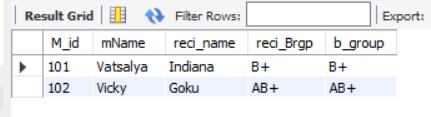 Result Grid Filter Rows: Export:
M_id mName reci_name reci_Brgp b_group
101 Vatsalya Indiana B+ B+
102 Vicky Goku AB+ AB+